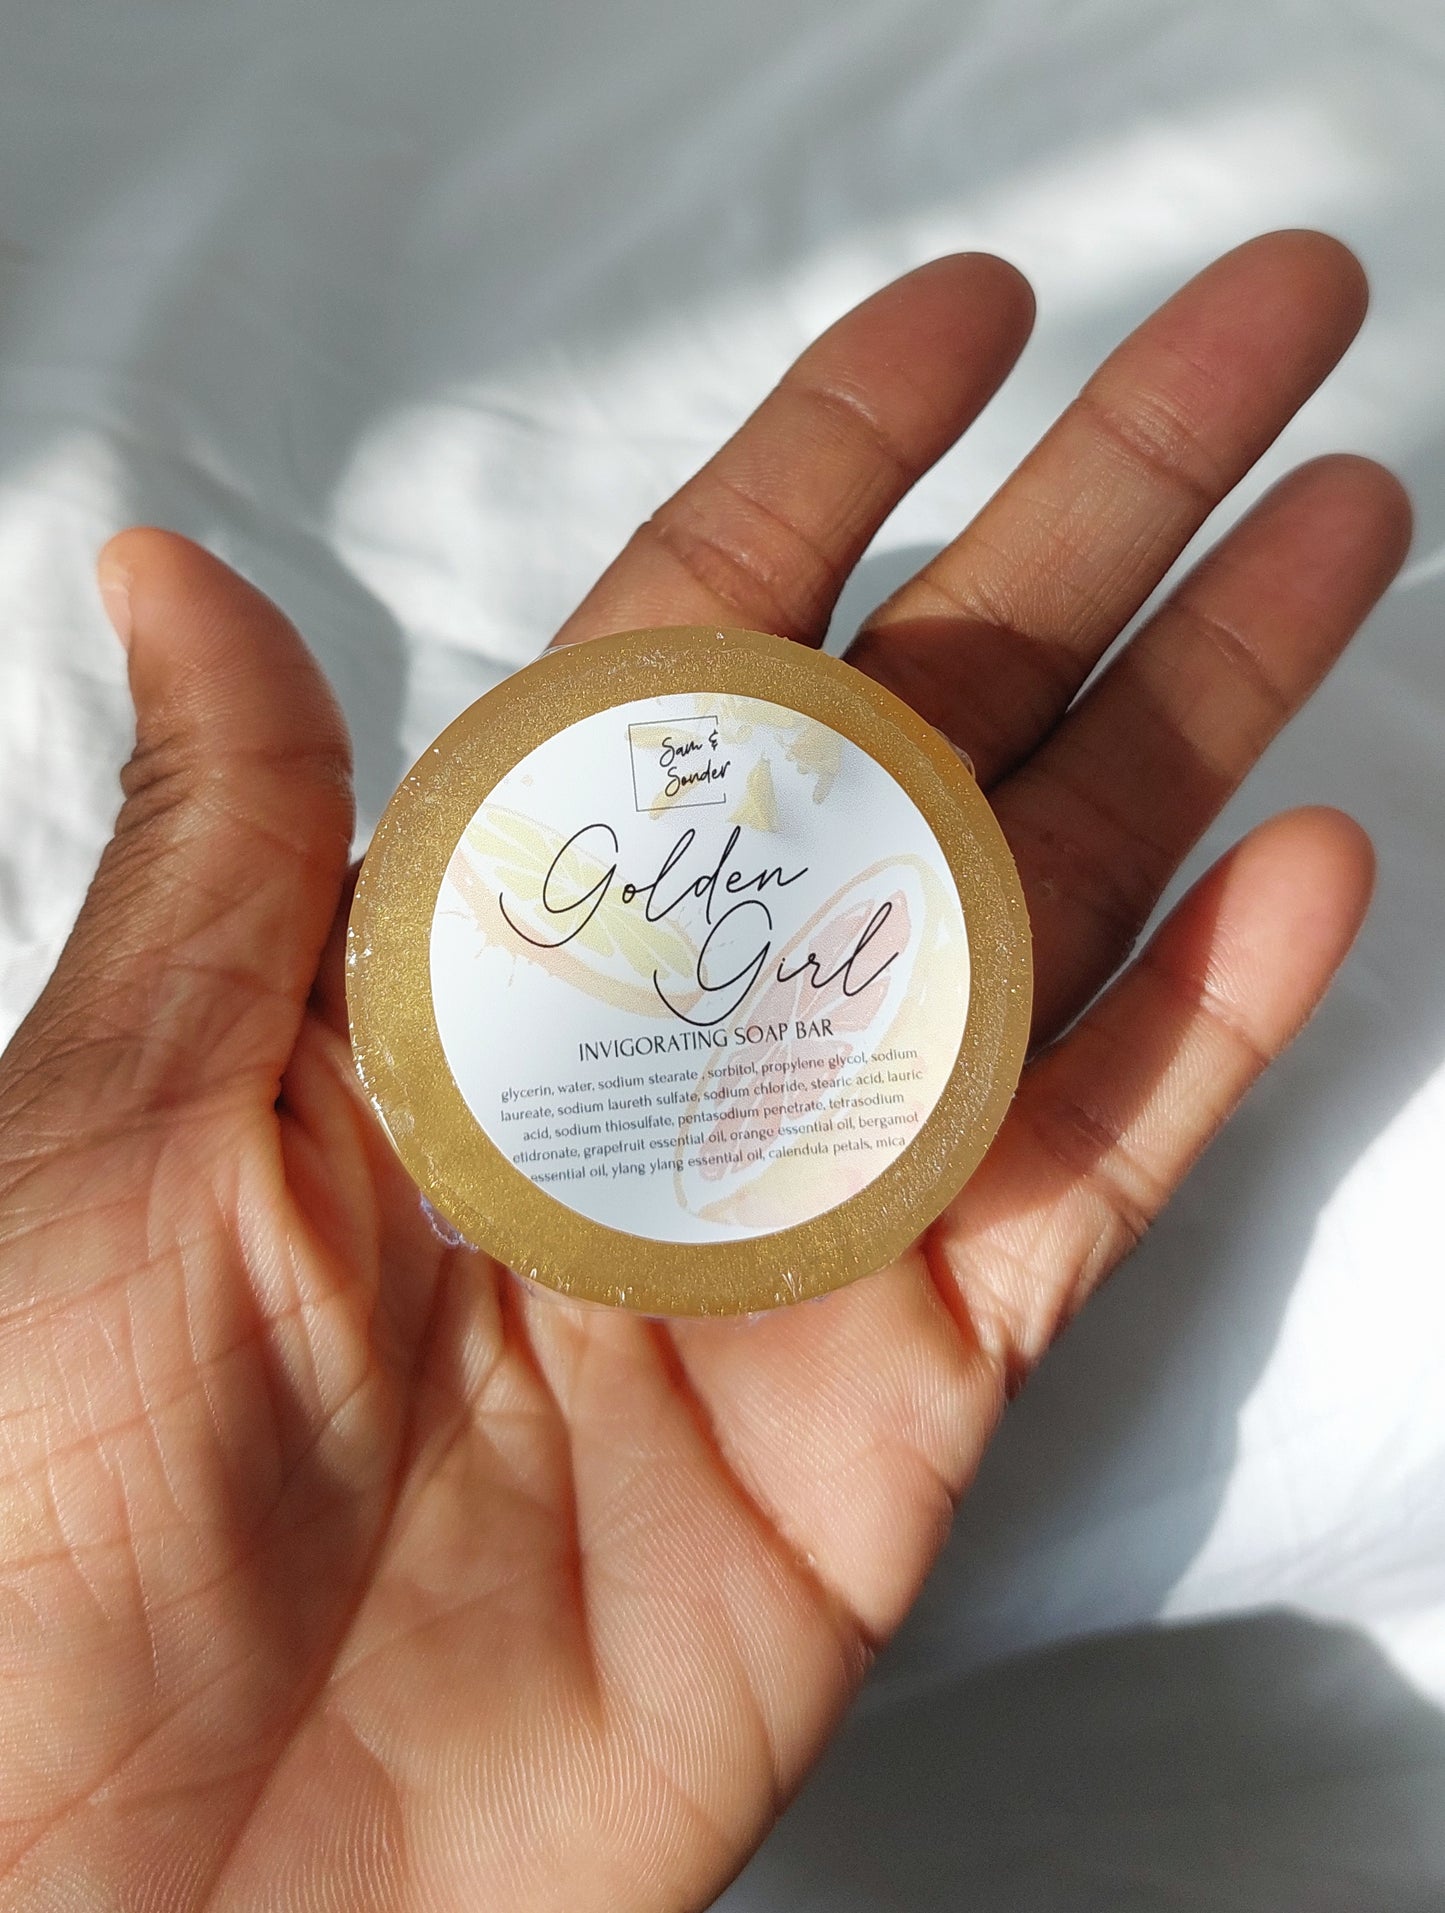 Sam &
Sonder
Golden
Girl
INVIGORATING SOAP BAR
glycerin, water, sodium stearate , sorbitol, propylene glycol, sodium
laureate, sodium laureth sulfate, sodium chloride, stearic acid, lauric
acid, sodium thiosulfate, pentasodium penetrate, tetrasodium
etidronate, grapefruit essential oil, orange essential oil, bergamot
essential oil, ylang ylang essential oil, calendula petals, mica